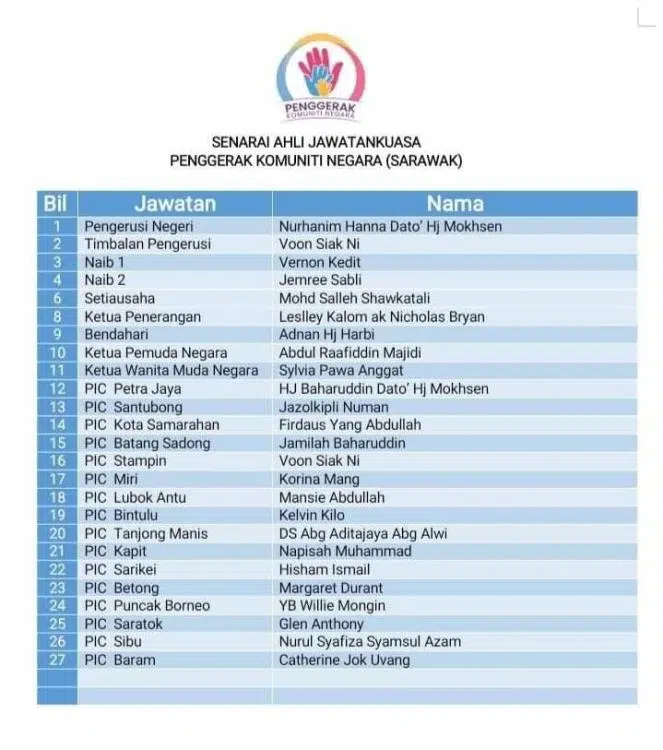 PENGGERAK
KOMUNITI NEGARA
SENARAI AHLI JAWATANKUASA
PENGGERAK KOMUNITI NEGARA (SARAWAK)
Bil Jawatan Nama
1 Pengerusi Negeri Nurhanim Hanna Dato' Hj Mokhsen
2 Timbalan Pengerusi Voon Siak Ni
3 Naib 1 Vernon Kedit
4 Naib 2 Jemree Sabli
6 Setiausaha Mohd Salleh Shawkatali
8 Ketua Penerangan Leslley Kalom ak Nicholas Bryan
9 Bendahari Adnan Hj Harbi
10 Ketua Pemuda Negara Abdul Raafiddin Majidi
11 Ketua Wanita Muda Negara Sylvia Pawa Anggat
12 PIC Petra Jaya HJ Baharuddin Dato' Hj Mokhsen
13 PIC Santubong Jazolkipli Numan
14 PIC Kota Samarahan Firdaus Yang Abdullah
15 PIC Batang Sadong Jamilah Baharuddin
16 PIC Stampin Voon Siak Ni
17 PIC Miri Korina Mang
18 PIC Lubok Antu Mansie Abdullah
19 PIC Bintulu Kelvin Kilo
20 PIC Tanjong Manis DS Abg Aditajaya Abg Alwi
21 PIC Kapit Napisah Muhammad
22 PIC Sarikei Hisham Ismail
23 PIC Betong Margaret Durant
24 PIC Puncak Borneo YB Willie Mongin
25 PIC Saratok Glen Anthony
26 PIC Sibu Nurul Syafiza Syamsul Azam
27 PIC Baram Catherine Jok Uvang